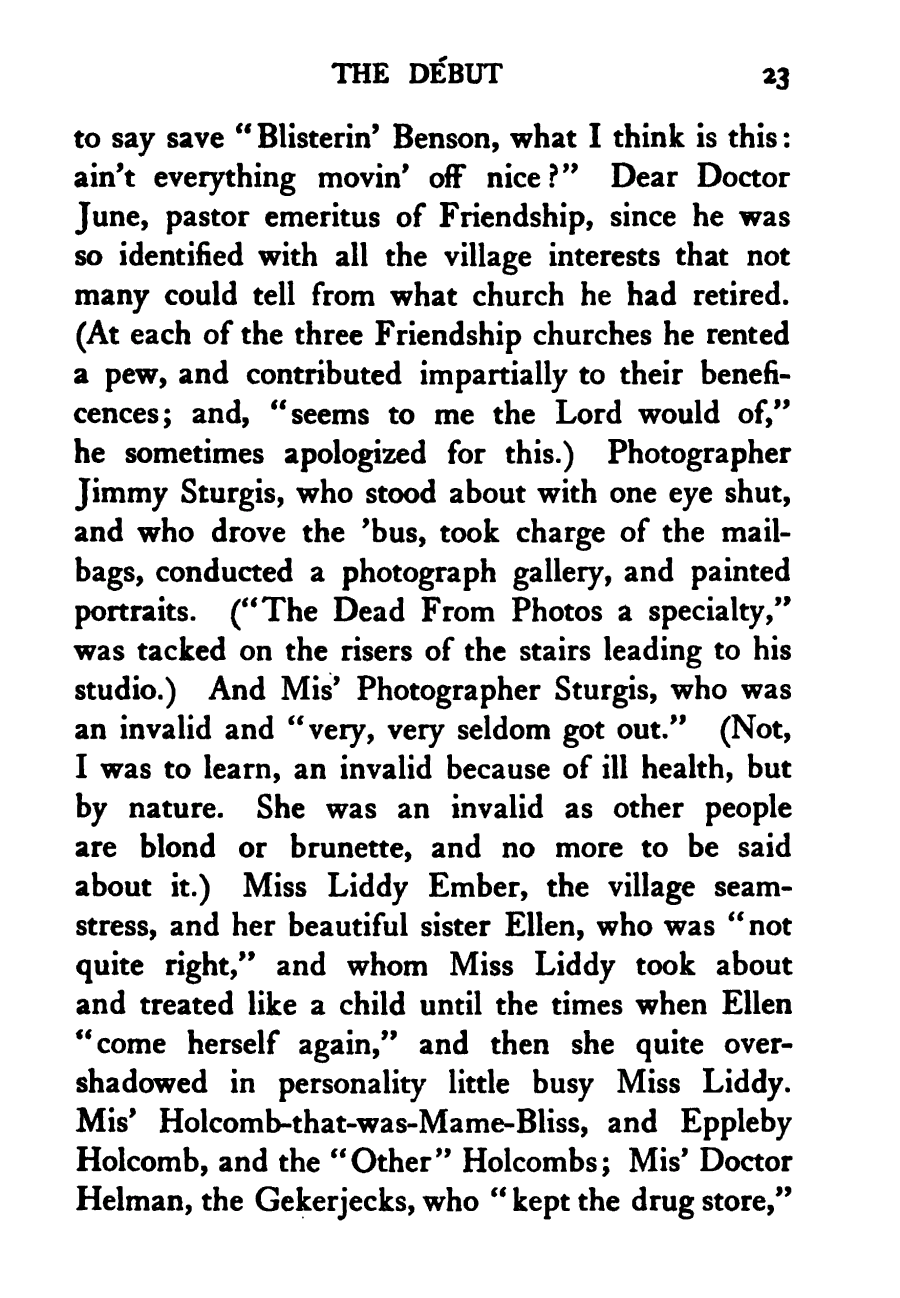 THE DÉBUT 23
to say save "Blisterin' Benson, what I think is this:
ain't everything movin' off nice?" Dear Doctor
June, pastor emeritus of Friendship, since he was
so identified with all the village interests that not
many could tell from what church he had retired.
(At each of the three Friendship churches he rented
a pew, and contributed impartially to their benefi-
cences; and, "seems to me the Lord would of,"
he sometimes apologized for this.) Photographer
Jimmy Sturgis, who stood about with one eye shut,
and who drove the 'bus, took charge of the mail-
bags, conducted a photograph gallery, and painted
portraits. ("The Dead From Photos a specialty,"
was tacked on the risers of the stairs leading to his
studio.) And Mis' Photographer Sturgis, who was
an invalid and "very, very seldom got out." (Not,
I was to learn, an invalid because of ill health, but
by nature. She was an invalid as other people
are blond or brunette, and no more to be said
about it.) Miss Liddy Ember, the village seam-
stress, and her beautiful sister Ellen, who was "not
quite right," and whom Miss Liddy took about
and treated like a child until the times when Ellen
"come herself again," and then she quite over-
shadowed in personality little busy Miss Liddy.
Mis' Holcomb-that-was-Mame-Bliss, and Eppleby
Holcomb, and the "Other" Holcombs; Mis' Doctor
Helman, the Gekerjecks, who "kept the drug store,"